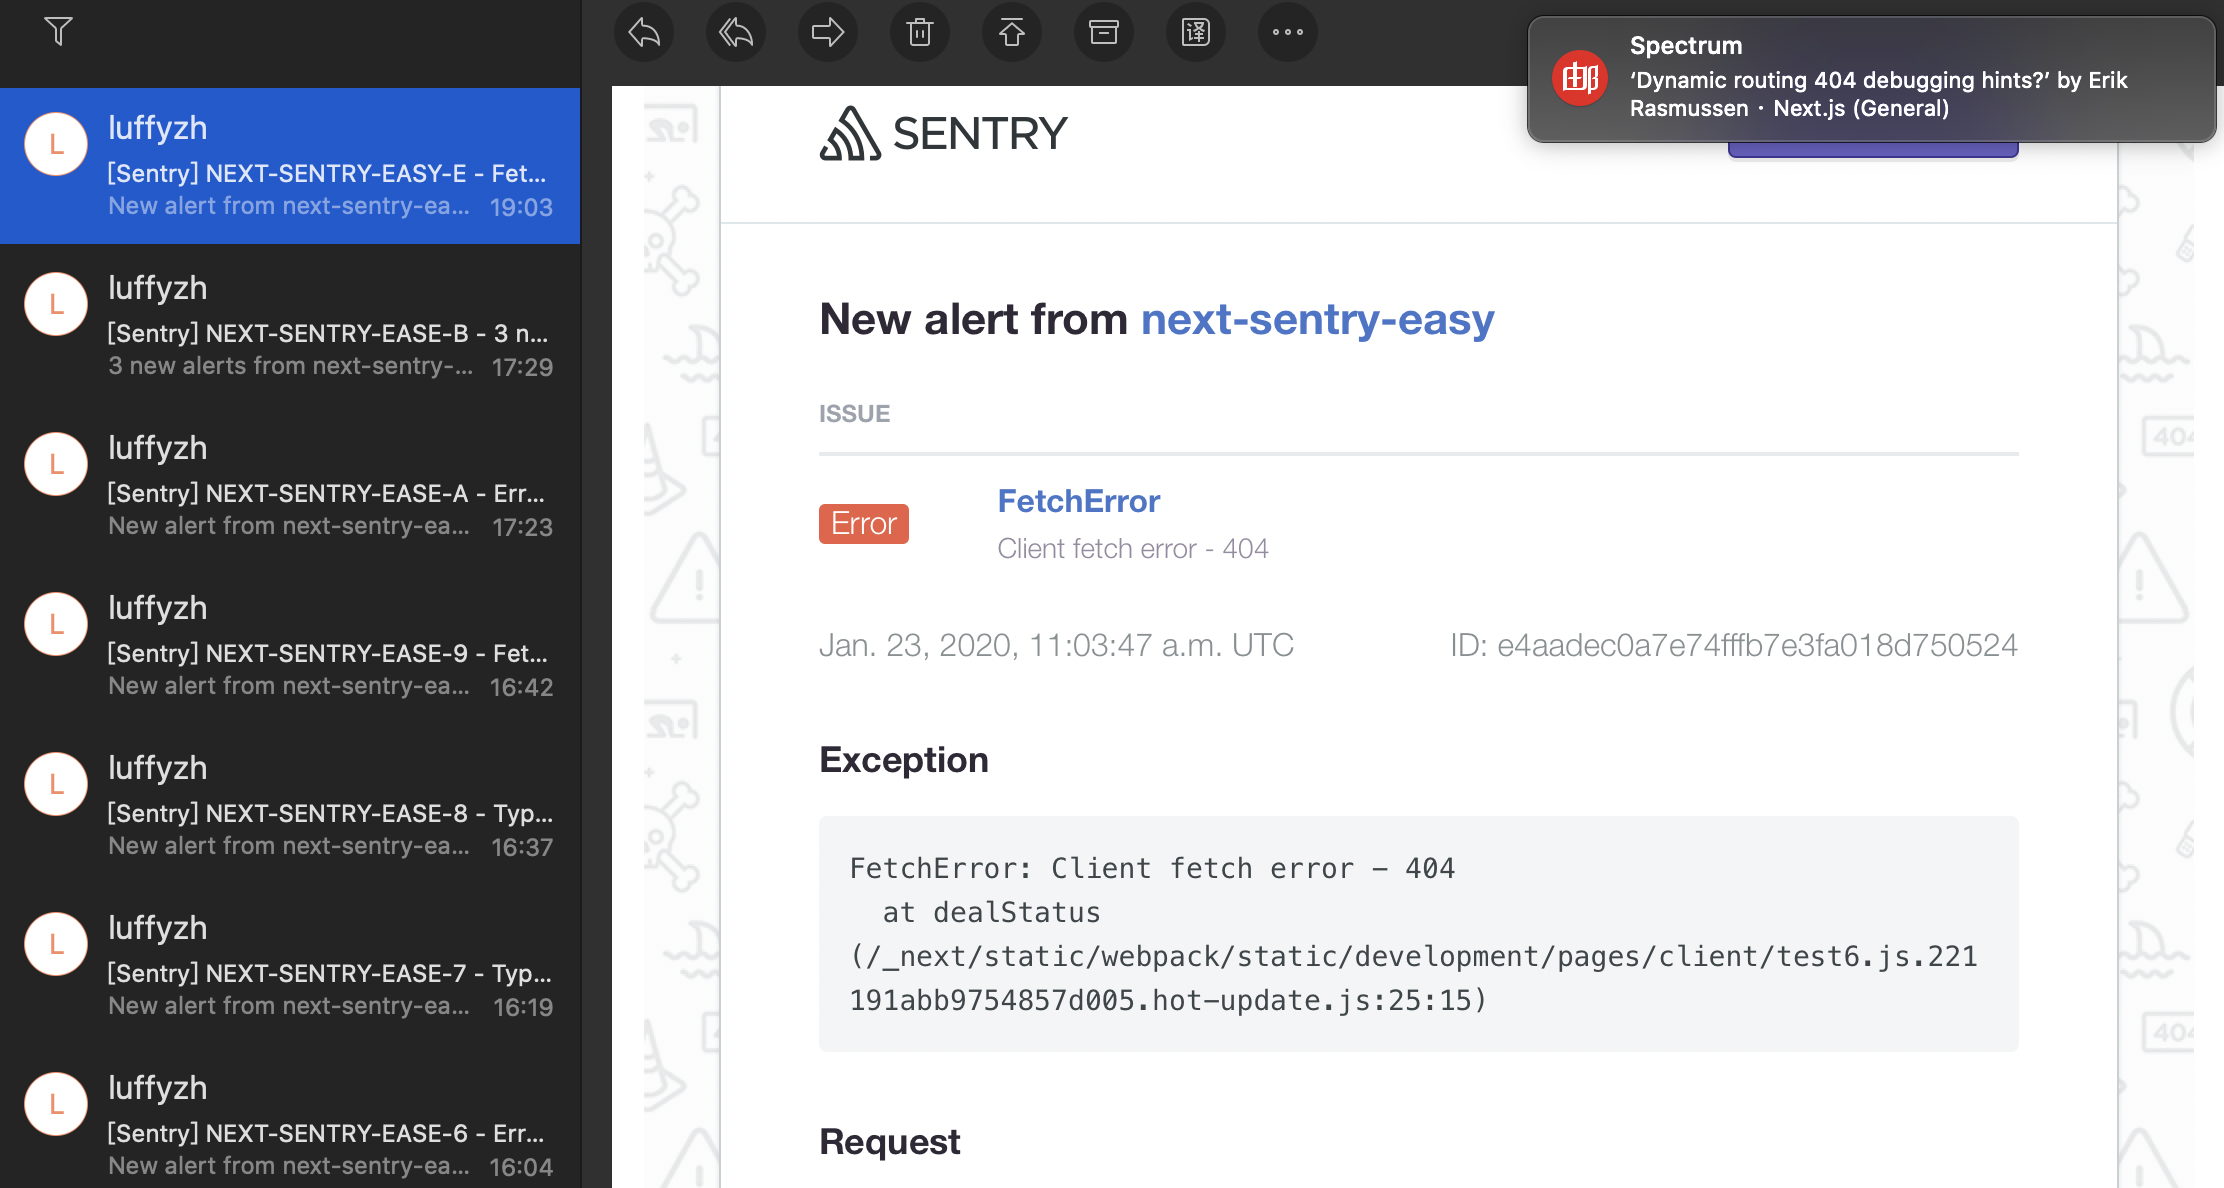 L
luffyzh
[Sentry] NEXT-SENTRY-EASY-E - Fet...
New alert from next-sentry-ea... 19:03
L
luffyzh
[Sentry] NEXT-SENTRY-EASE-B - 3 n...
3 new alerts from next-sentry-... 17:29
L
luffyzh
[Sentry] NEXT-SENTRY-EASE-A - Err...
New alert from next-sentry-ea... 17:23
L
luffyzh
[Sentry] NEXT-SENTRY-EASE-9 - Fet...
New alert from next-sentry-ea... 16:42
L
luffyzh
[Sentry] NEXT-SENTRY-EASE-8 - Typ...
New alert from next-sentry-ea... 16:37
L
luffyzh
[Sentry] NEXT-SENTRY-EASE-7 - Typ...
New alert from next-sentry-ea... 16:19
L
luffyzh
[Sentry] NEXT-SENTRY-EASE-6 - Err...
New alert from next-sentry-ea... 16:04
译
邮
Spectrum
‘Dynamic routing 404 debugging hints?’ by Erik
Rasmussen · Next.js (General)
SENTRY
New alert from next-sentry-easy
ISSUE
Error
FetchError
Client fetch error - 404
Jan. 23, 2020, 11:03:47 a.m. UTC ID: e4aadec0a7e74fffb7e3fa018d750524
Exception
FetchError: Client fetch error - 404
at dealStatus
(/_next/static/webpack/static/development/pages/client/test6.js.221
191abb9754857d005.hot-update.js:25:15)
Request
404
404